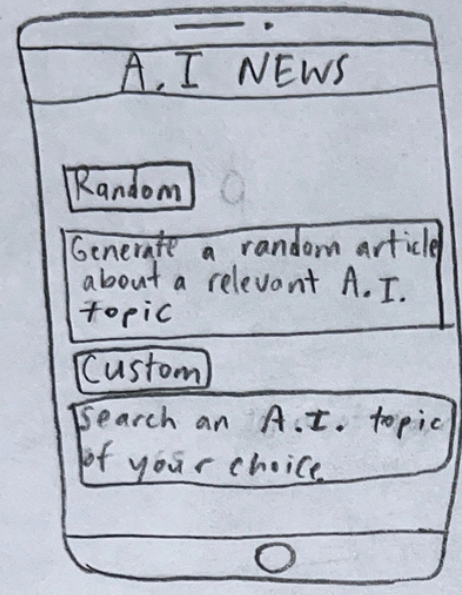 A.I NEWS
Random
Generate a random article
about a relevant A.I.
topic
Custom
Search an A.I. topic
of your choice